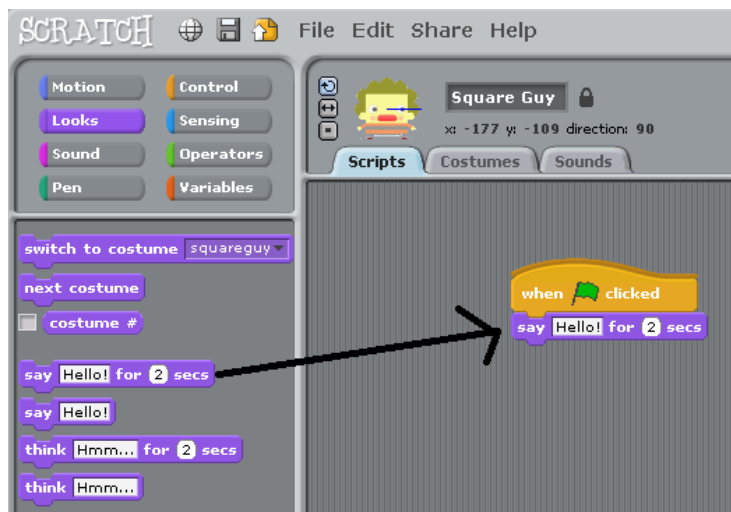 SCRATCH File Edit Share Help
Motion Control
Looks Sensing
Sound Operators
Pen Variables
Square Guy
x: -177 y: -109 direction: 90
Scripts Costumes Sounds
switch to costume squareguy
next costume
costume #
say Hello! for 2 secs
say Hello!
think Hmm... for 2 secs
think Hmm...
when clicked
say Hello! for 2 secs